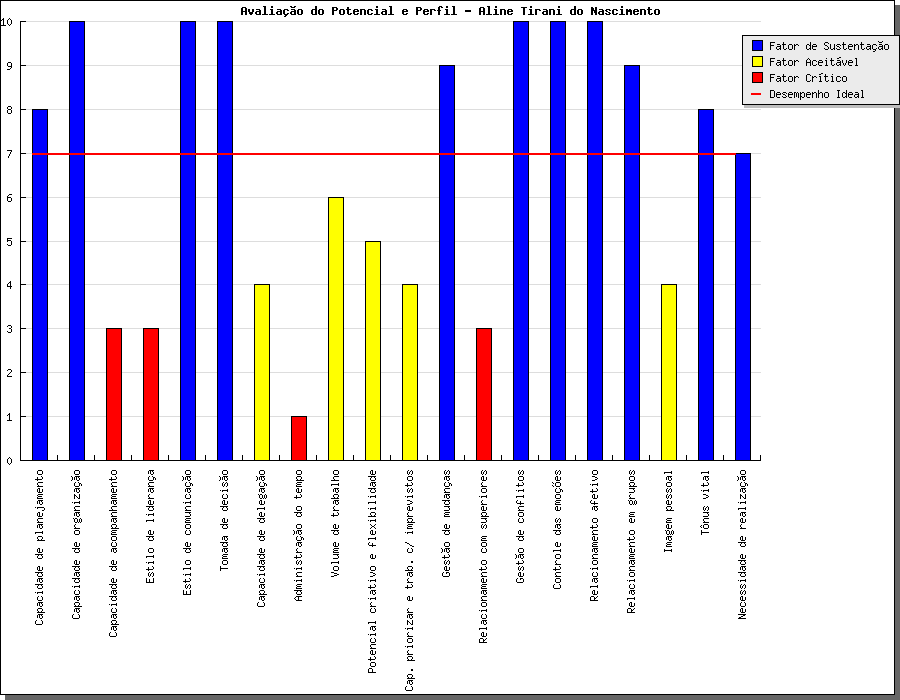 Avaliação do Potencial e Perfil - Aline Tirani do Nascimento
Fator de Sustentação
Fator Aceitável
Fator Crítico
Desempenho Ideal
10
9
8
7
6
5
4
3
2
1
0
Capacidade de planejamento
Capacidade de organização
Capacidade de acompanhamento
Estilo de liderança
Estilo de comunicação
Tomada de decisão
Capacidade de delegação
Administração do tempo
Volume de trabalho
Potencial criativo e flexibilidade
Cap. priorizar e trab. c/ imprevistos
Gestão de mudanças
Relacionamento com superiores
Gestão de conflitos
Controle das emoções
Relacionamento afetivo
Relacionamento em grupos
Imagem pessoal
Tônus vital
Necessidade de realização